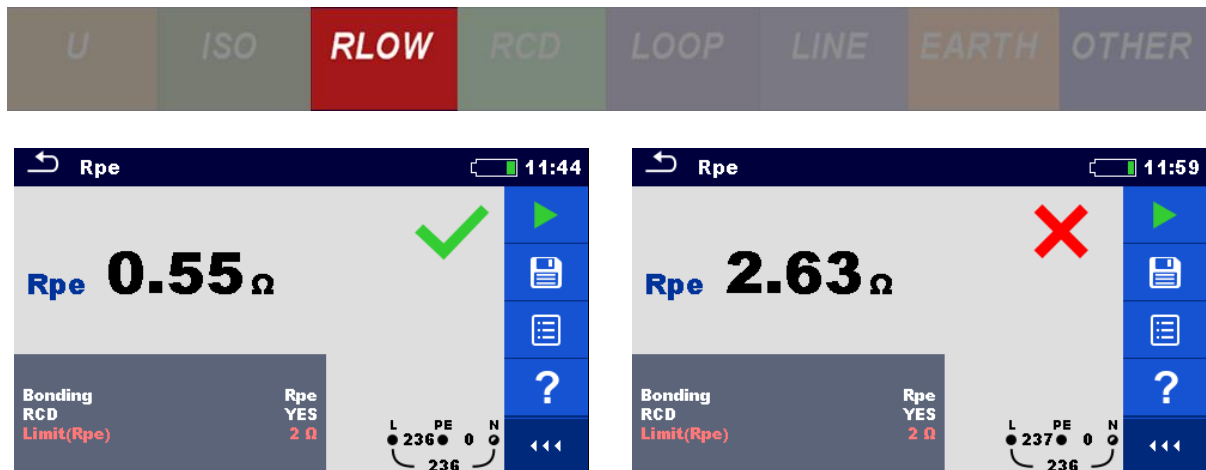 U ISO RLOW RCD LOOP LINE EARTH OTHER
Rpe 11:44
Rpe 0.55 Ω
Bonding Rpe
RCD YES
Limit(Rpe) 2 Ω
?
L PE N
236 0
236
Rpe 11:59
Rpe 2.63 Ω
Bonding Rpe
RCD YES
Limit(Rpe) 2 Ω
?
L PE N
237 0
236